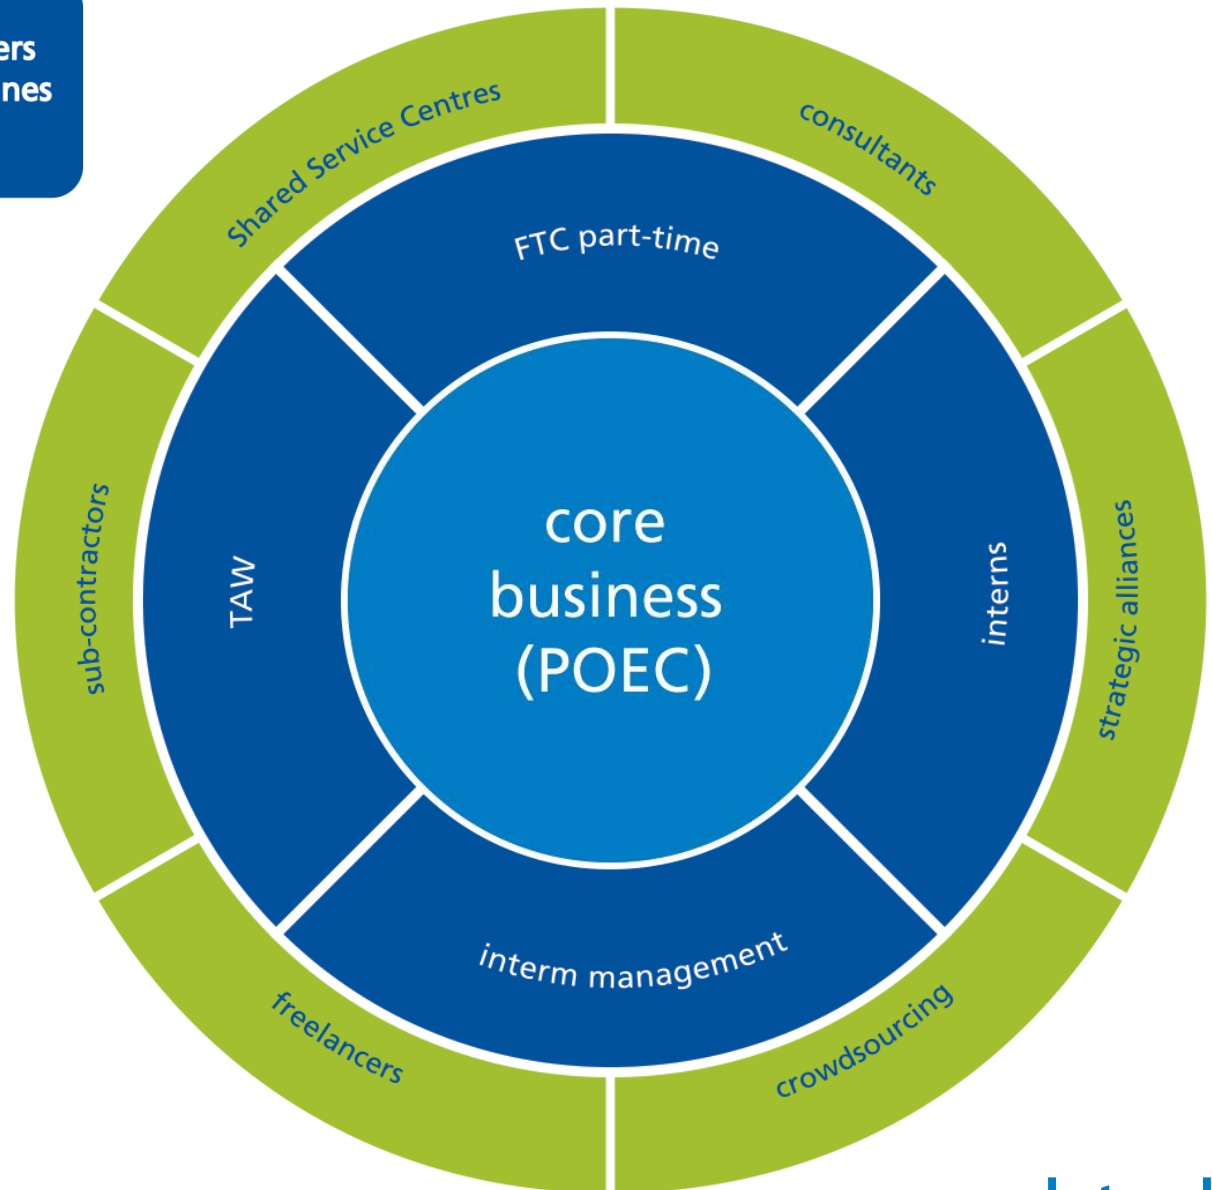 ers
nes
Shared Service Centres
consultants
FTC part-time
sub-contractors
TAW
core
business
(POEC)
interns
strategic alliances
interm management
freelancers
crowdsourcing